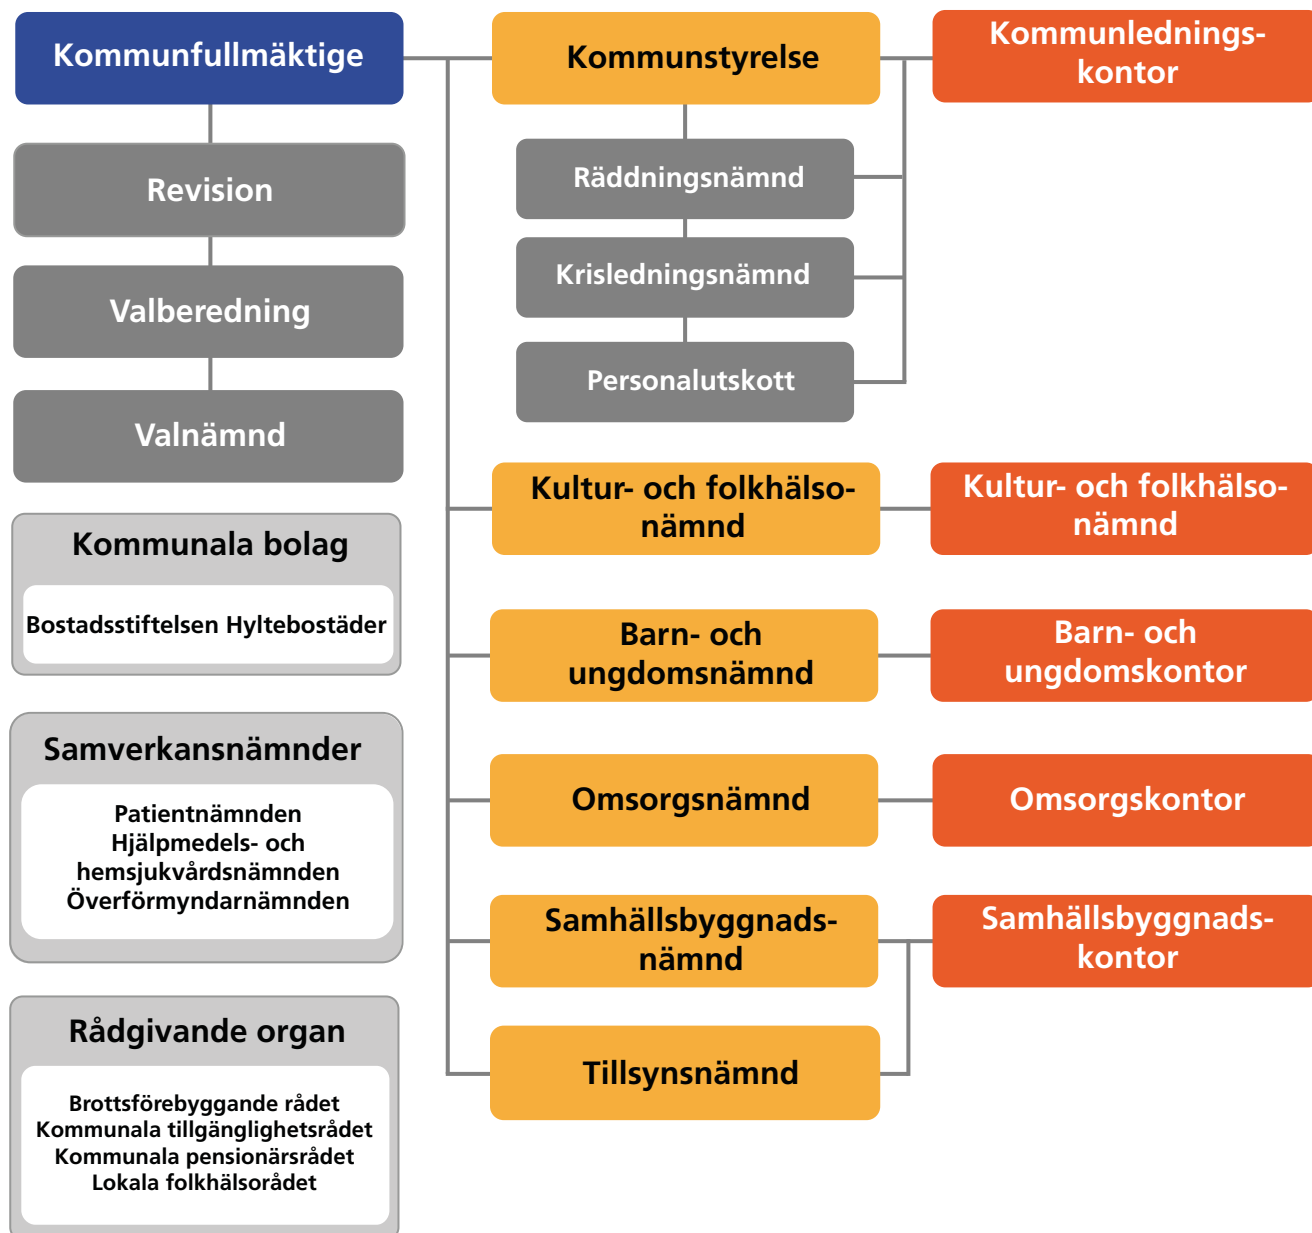 Kommunfullmäktige
Revision
Valberedning
Valnämnd
Kommunala bolag
Bostadsstiftelsen Hyltebostäder
Samverkansnämnder
Patientnämnden
Hjälpmedels- och
hemsjukvårdsnämnden
Överförmyndarnämnden
Rådgivande organ
Brottsförebyggande rådet
Kommunala tillgänglighetsrådet
Kommunala pensionärsrådet
Lokala folkhälsorådet
Kommunstyrelse
Räddningsnämnd
Krisledningsnämnd
Personalutskott
Kultur- och folkhälso-
nämnd
Barn- och
ungdomsnämnd
Omsorgsnämnd
Samhällsbyggnads-
nämnd
Tillsynsnämnd
Kommunlednings-
kontor
Kultur- och folkhälso-
nämnd
Barn- och
ungdomskontor
Omsorgskontor
Samhällsbyggnads-
kontor